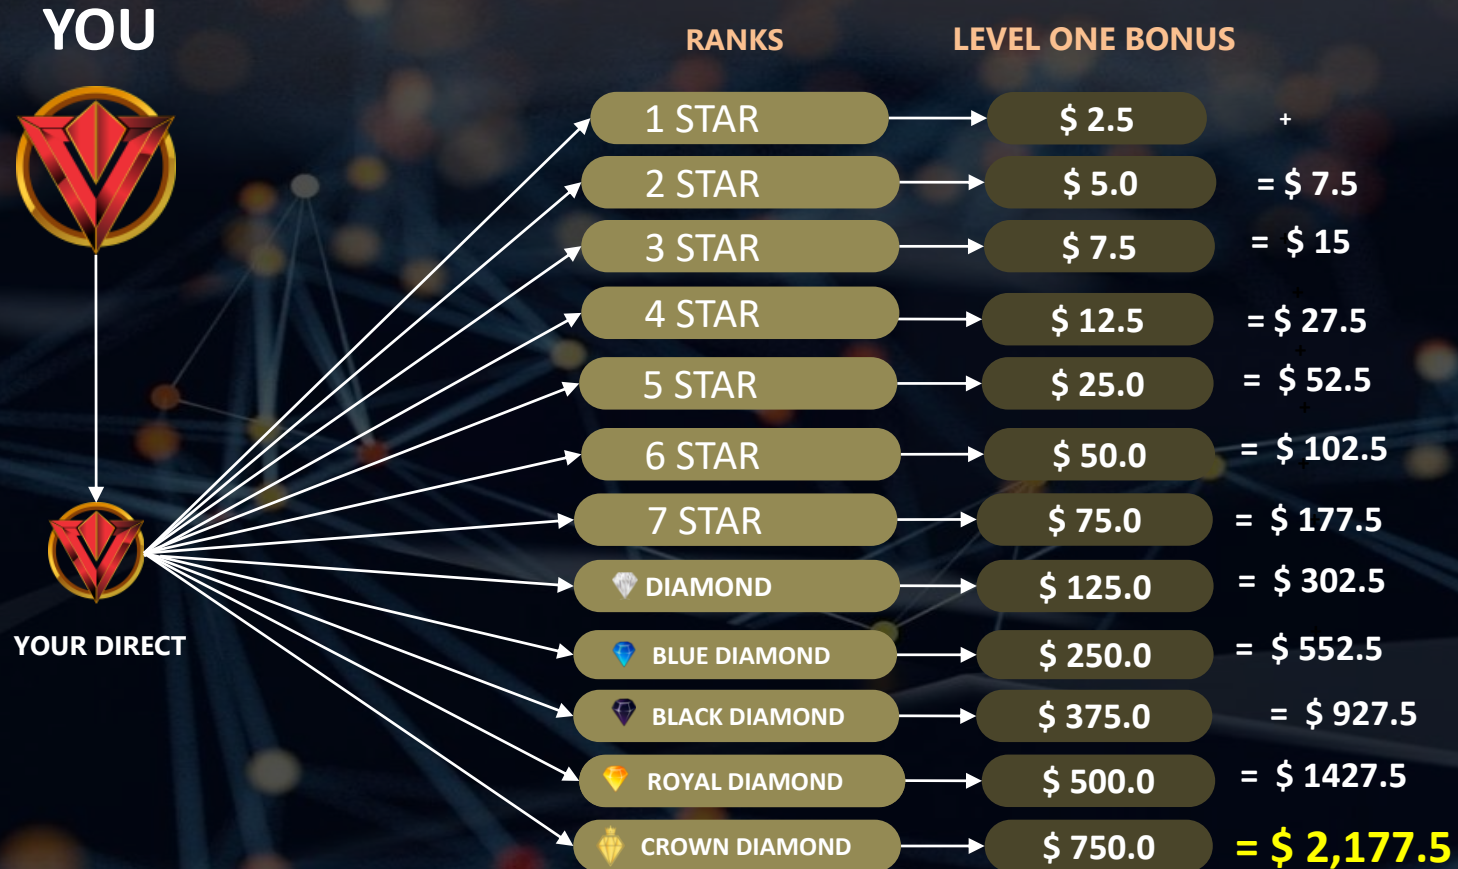 YOU
RANKS LEVEL ONE BONUS
1 STAR $ 2.5 +
2 STAR $ 5.0 = $ 7.5
3 STAR $ 7.5 = $ 15
4 STAR $ 12.5 = $ 27.5
+
5 STAR $ 25.0 = $ 52.5
+
6 STAR $ 50.0 = $ 102.5
7 STAR $ 75.0 = $ 177.5
DIAMOND $ 125.0 = $ 302.5
YOUR DIRECT
BLUE DIAMOND $ 250.0 = $ 552.5
BLACK DIAMOND $ 375.0 = $ 927.5
ROYAL DIAMOND $ 500.0 = $ 1427.5
CROWN DIAMOND $ 750.0 = $ 2,177.5